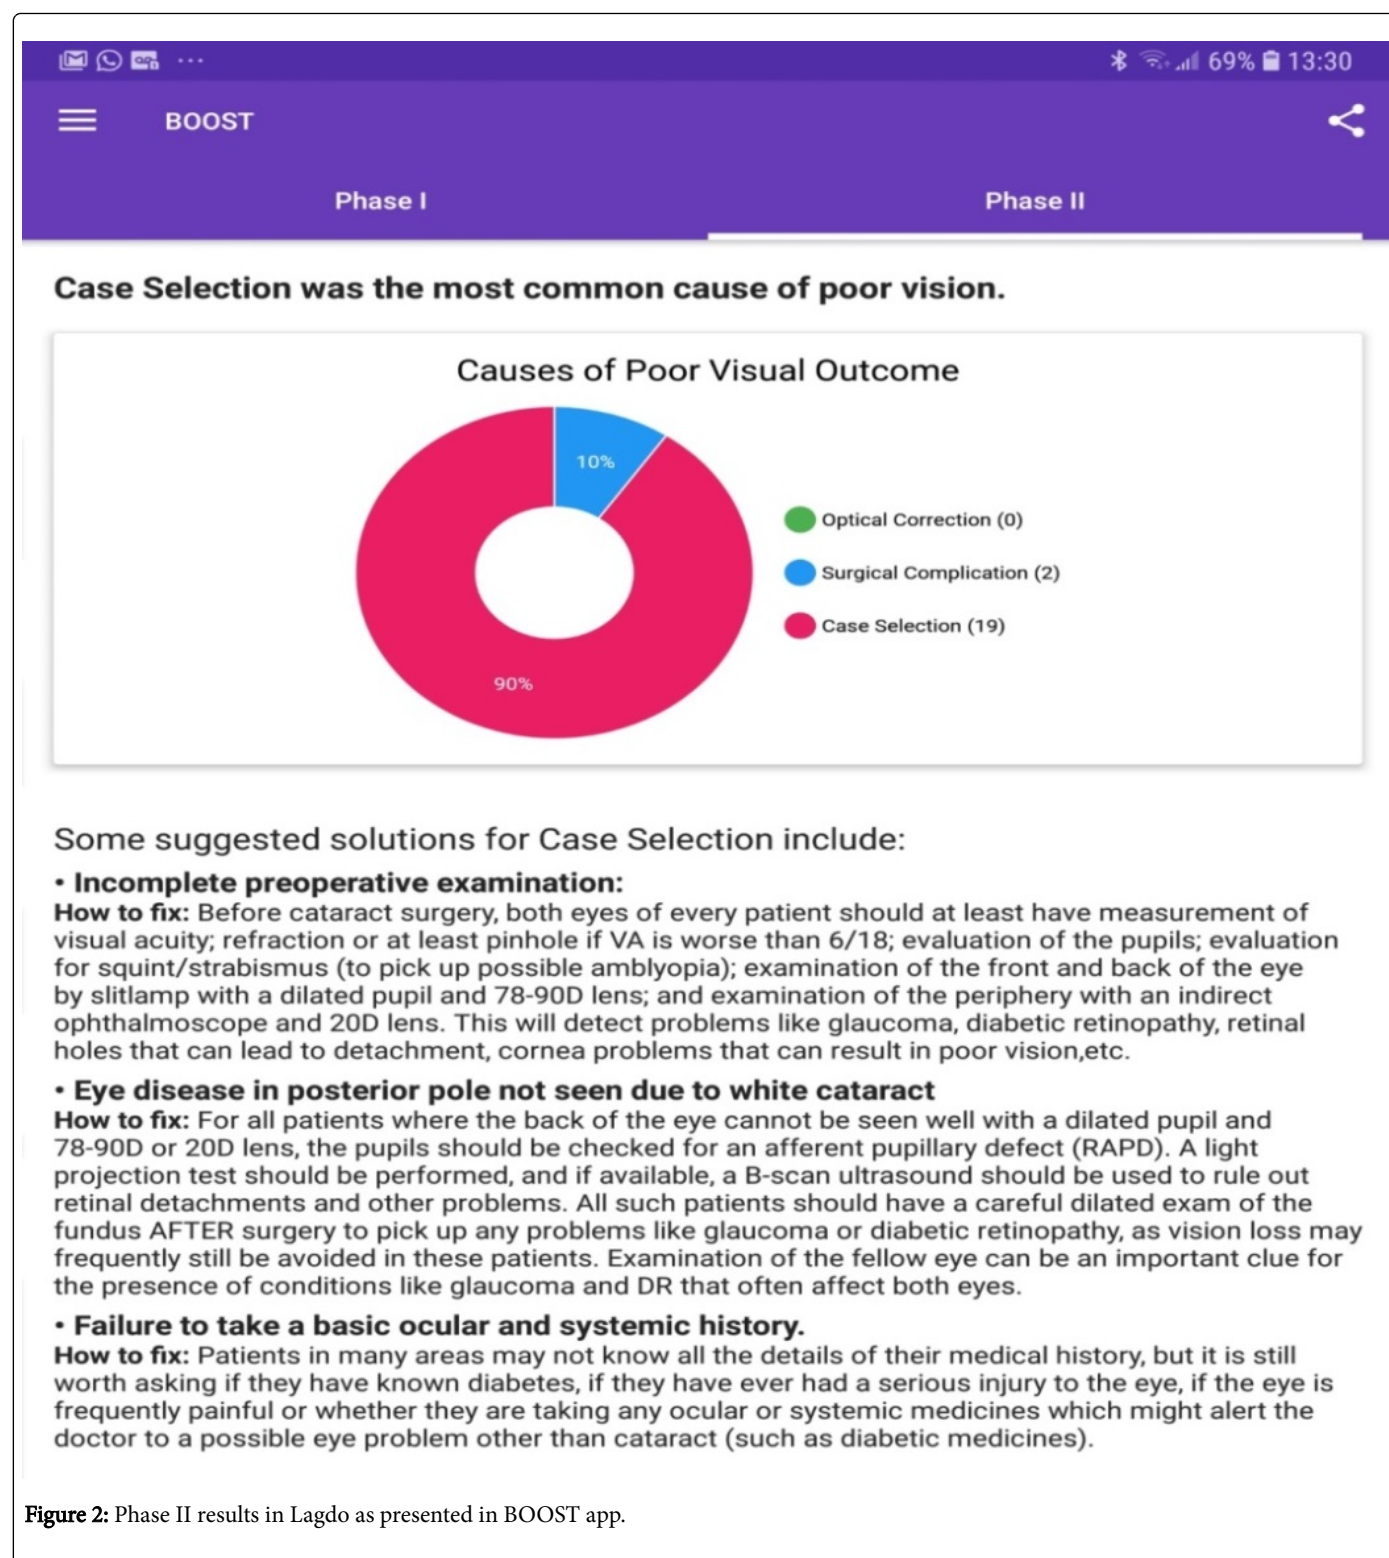 69% 13:30
BOOST
Phase I
Phase II
Case Selection was the most common cause of poor vision.
Causes of Poor Visual Outcome
10%
90%
Optical Correction (0)
Surgical Complication (2)
Case Selection (19)
Some suggested solutions for Case Selection include:
• Incomplete preoperative examination:
How to fix: Before cataract surgery, both eyes of every patient should at least have measurement of
visual acuity; refraction or at least pinhole if VA is worse than 6/18; evaluation of the pupils; evaluation
for squint/strabismus (to pick up possible amblyopia); examination of the front and back of the eye
by slitlamp with a dilated pupil and 78-90D lens; and examination of the periphery with an indirect
ophthalmoscope and 20D lens. This will detect problems like glaucoma, diabetic retinopathy, retinal
holes that can lead to detachment, cornea problems that can result in poor vision,etc.
• Eye disease in posterior pole not seen due to white cataract
How to fix: For all patients where the back of the eye cannot be seen well with a dilated pupil and
78-90D or 20D lens, the pupils should be checked for an afferent pupillary defect (RAPD). A light
projection test should be performed, and if available, a B-scan ultrasound should be used to rule out
retinal detachments and other problems. All such patients should have a careful dilated exam of the
fundus AFTER surgery to pick up any problems like glaucoma or diabetic retinopathy, as vision loss may
frequently still be avoided in these patients. Examination of the fellow eye can be an important clue for
the presence of conditions like glaucoma and DR that often affect both eyes.
• Failure to take a basic ocular and systemic history.
How to fix: Patients in many areas may not know all the details of their medical history, but it is still
worth asking if they have known diabetes, if they have ever had a serious injury to the eye, if the eye is
frequently painful or whether they are taking any ocular or systemic medicines which might alert the
doctor to a possible eye problem other than cataract (such as diabetic medicines).
Figure 2: Phase II results in Lagdo as presented in BOOST app.